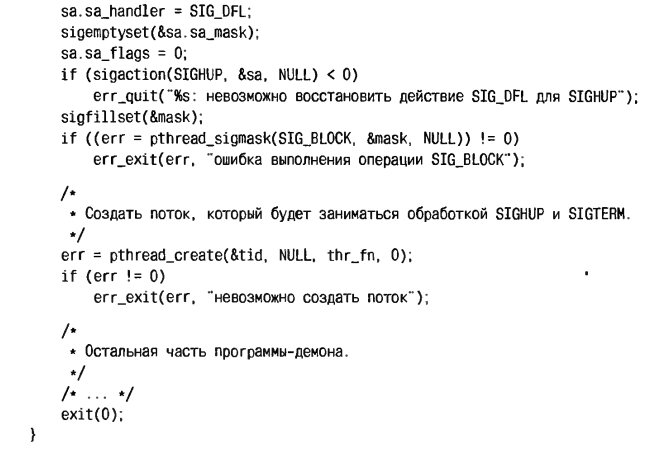 sa.sa_handler = SIG_DFL;
sigemptyset(&sa.sa_mask);
sa.sa_flags = 0;
if (sigaction(SIGHUP, &sa, NULL) < 0)
err_quit("%s: невозможно восстановить действие SIG_DFL для SIGHUP");
sigfillset(&mask);
if ((err = pthread_sigmask(SIG_BLOCK, &mask, NULL)) != 0)
err_exit(err, "ошибка выполнения операции SIG_BLOCK");
/*
* Создать поток, который будет заниматься обработкой SIGHUP и SIGTERM.
*/
err = pthread_create(&tid, NULL, thr_fn, 0);
if (err != 0)
err_exit(err, "невозможно создать поток");
/*
* Остальная часть программы-демона.
*/
/* ... */
exit(0);
}